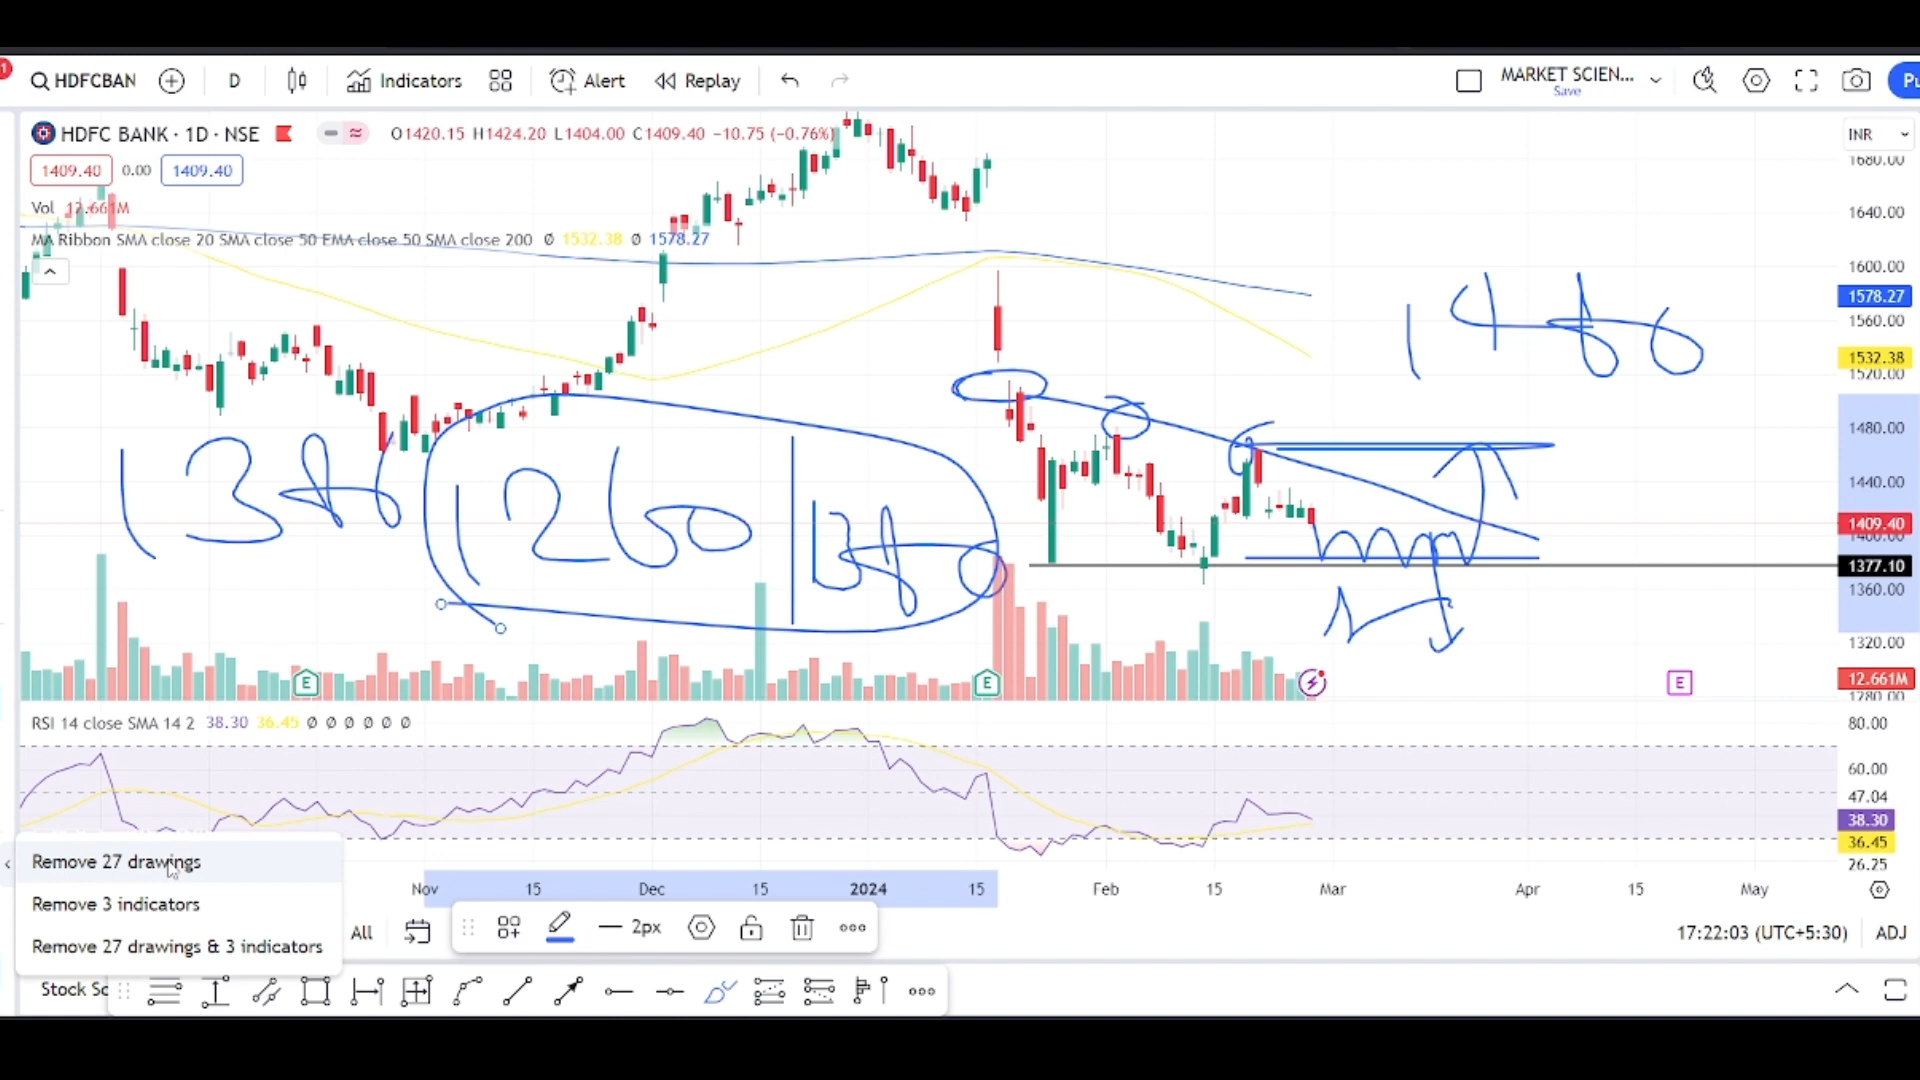 1
HDFCBAN
D
Indicators
Alert
Replay
MARKET SCIEN...
Save
Pu
HDFC BANK · 1D · NSE
O1420.15 H1424.20 L1404.00 C1409.40 −10.75 (−0.76%)
INR
1409.40 0.00 1409.40
Vol 12.661M
MA Ribbon SMA close 20 SMA close 50 EMA close 50 SMA close 200 Ø 1532.38 Ø 1578.27
1680.00
1640.00
1600.00
1578.27
1560.00
1532.38
1520.00
1480.00
1440.00
1409.40
1400.00
1377.10
1360.00
1320.00
12.661M
1280.00
1480
1386
1260 | 1380
E
E
E
RSI 14 close SMA 14 2 38.30 36.45 Ø Ø Ø Ø Ø Ø
80.00
60.00
47.04
38.30
36.45
26.25
Remove 27 drawings
Remove 3 indicators
Remove 27 drawings & 3 indicators
Nov 15 Dec 15 2024 15 Feb 15 Mar Apr 15 May
All
2px
17:22:03 (UTC+5:30) ADJ
Stock Sc